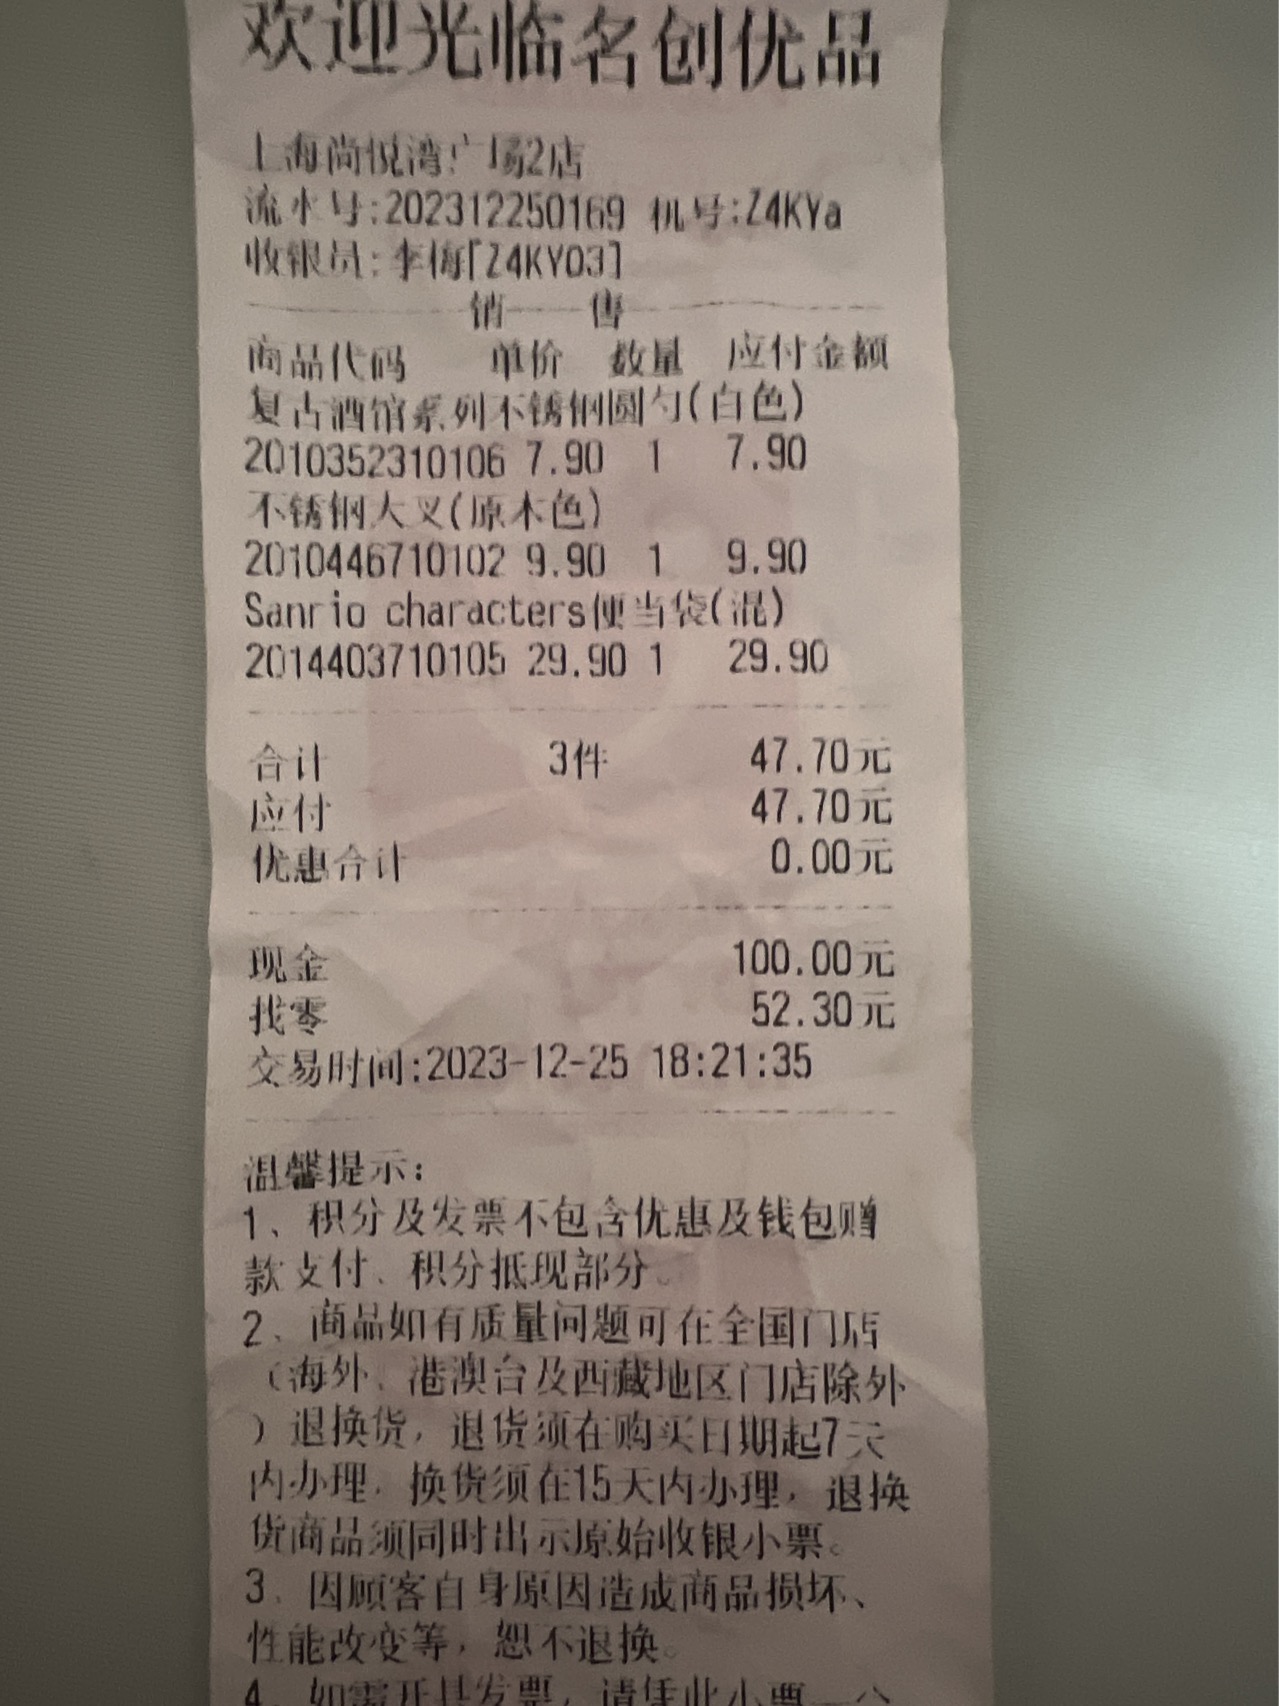 欢迎光临名创优品
上海尚悦湾广场2店
流水号:202312250169 机号:Z4KYa
收银员:李梅[Z4KY03]
销 售
商品代码 单价 数量 应付金额
复古酒馆系列不锈钢圆勺(白色)
2010352310106 7.90 1 7.90
不锈钢大叉(原木色)
2010446710102 9.90 1 9.90
Sanrio characters便当袋(混)
2014403710105 29.90 1 29.90
合计 3件 47.70元
应付 47.70元
优惠合计 0.00元
现金 100.00元
找零 52.30元
交易时间:2023-12-25 18:21:35
温馨提示:
1、积分及发票不包含优惠及钱包赠
款支付、积分抵现部分。
2、商品如有质量问题可在全国门店
（海外、港澳台及西藏地区门店除外
）退换货，退货须在购买日期起7天
内办理，换货须在15天内办理，退换
货商品须同时出示原始收银小票。
3、因顾客自身原因造成商品损坏、
性能改变等，恕不退换。
4、如需开具发票，请凭此小票